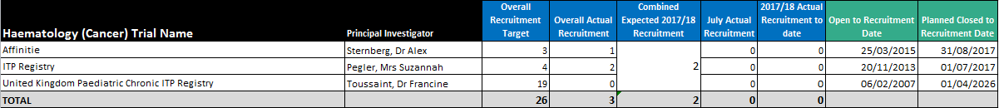 Haematology (Cancer) Trial Name Principal Investigator Overall Recruitment Target Overall Actual Recruitment Combined Expected 2017/18 Recruitment July Actual Recruitment 2017/18 Actual Recruitment to date Open to Recruitment Date Planned Closed to Recruitment Date
Affinitie Sternberg, Dr Alex 3 1 0 0 25/03/2015 31/08/2017
ITP Registry Pegler, Mrs Suzannah 4 2 2 0 0 20/11/2013 01/07/2017
United Kingdom Paediatric Chronic ITP Registry Toussaint, Dr Francine 19 0 0 0 06/02/2007 01/04/2026
TOTAL 26 3 2 0 0